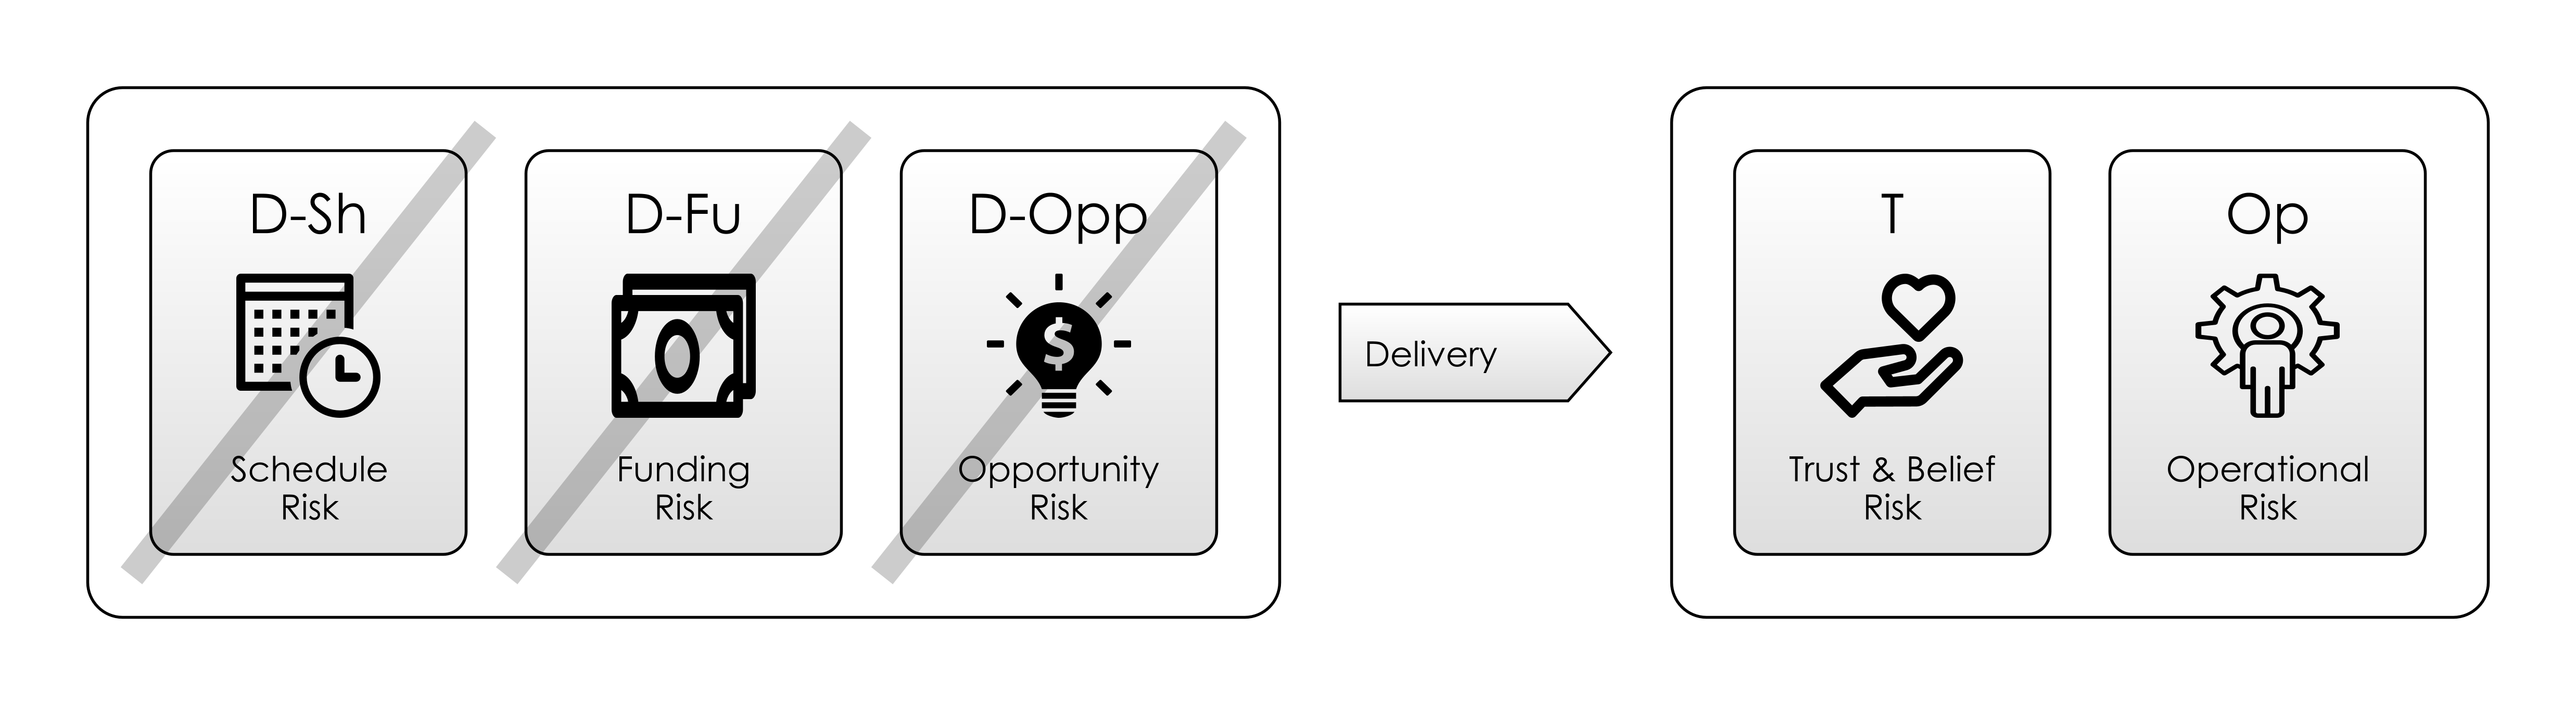 D-Sh
Schedule
Risk
D-Fu
Funding
Risk
D-Opp
$
Opportunity
Risk
Delivery
T
Trust & Belief
Risk
Op
Operational
Risk